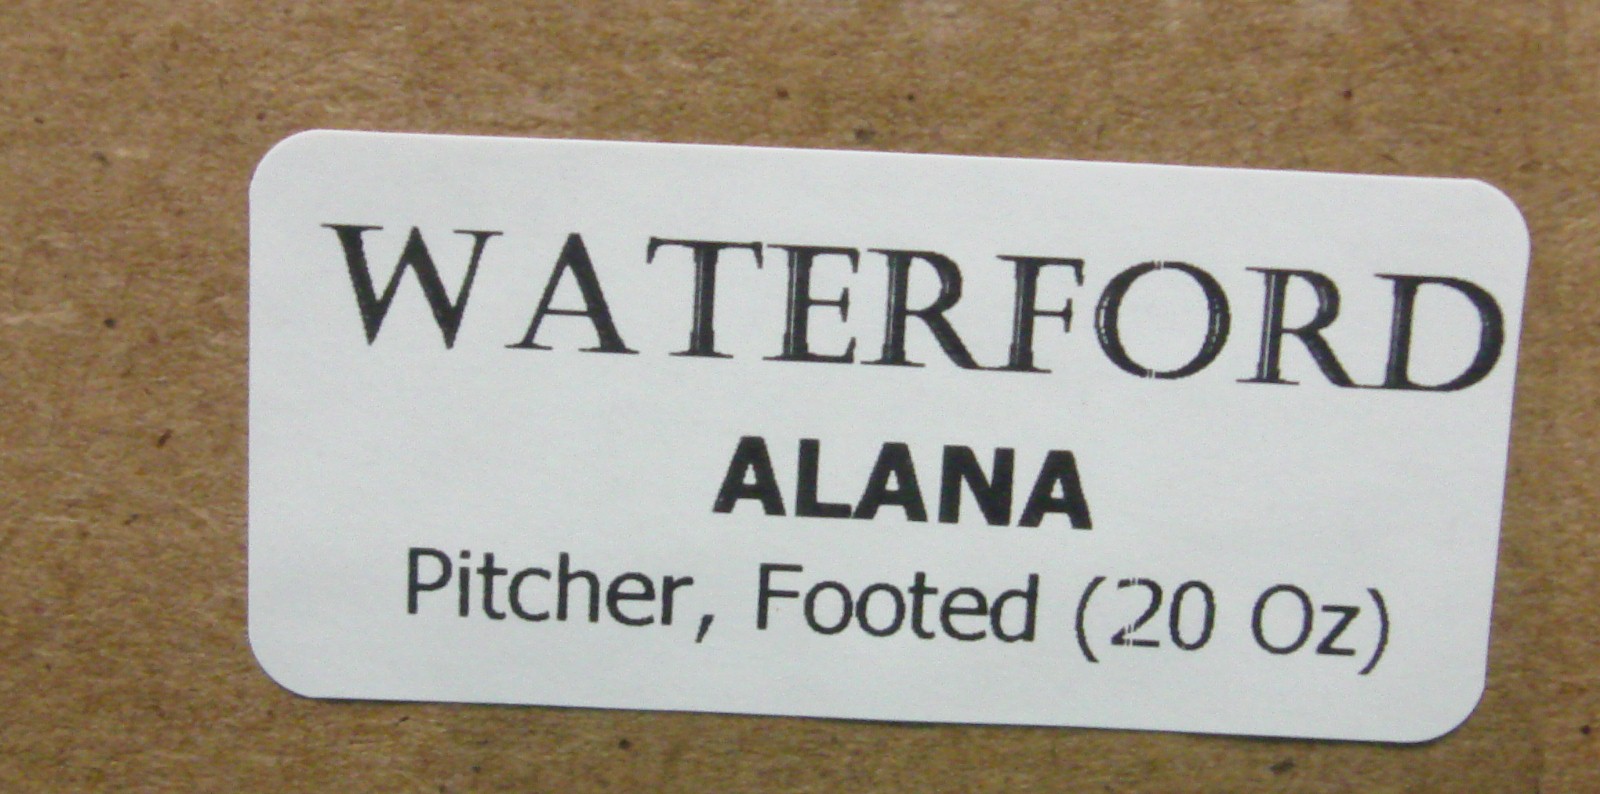 WATERFORD
ALANA
Pitcher, Footed (20 Oz)